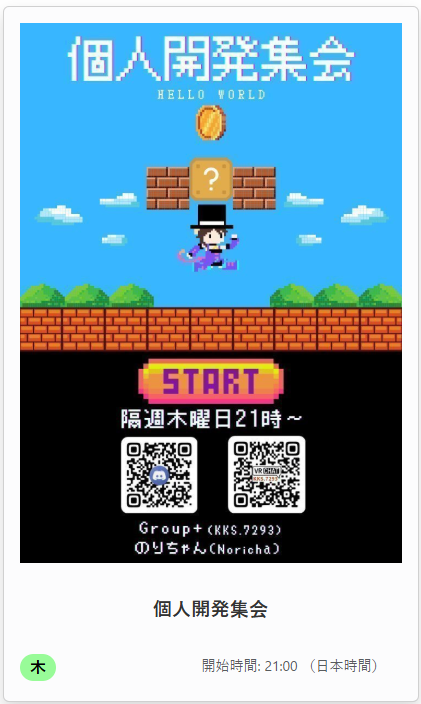 個人開発集会
HELLO WORLD
?
START
隔週木曜日21時~
VRCHAT
KKS.7293
Group+(KKS.7293)
のりちゃん(Noricha)
個人開発集会
木
開始時間: 21:00 (日本時間)